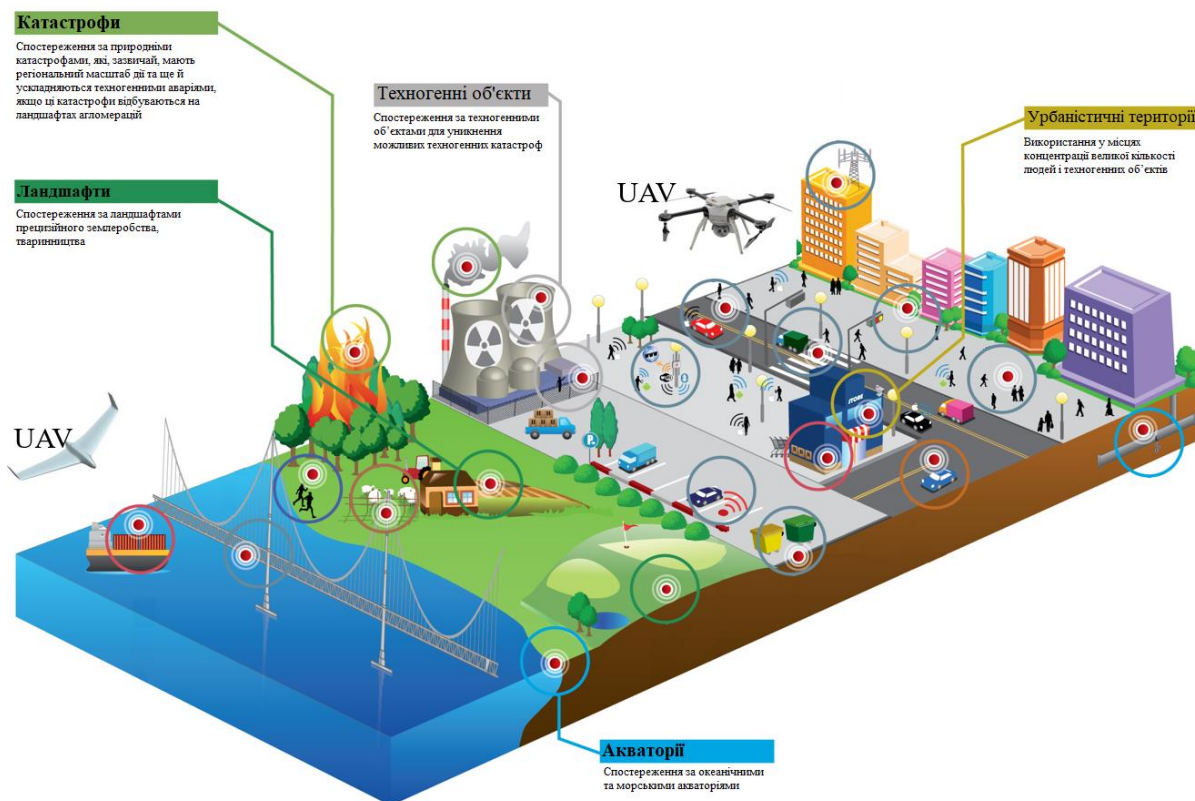 Катастрофи
Спостереження за природніми
катастрофами, які, зазвичай, мають
регіональний масштаб дії та ще й
ускладняються техногенними аваріями,
якщо ці катастрофи відбуваються на
ландшафтах агломерацій
Техногенні об'єкти
Спостереження за техногенними
об’єктами для уникнення
можливих техногенних катастроф
Урбаністичні території
Використання у місцях
концентрації великої кількості
людей і техногенних об’єктів
Ландшафти
Спостереження за ландшафтами
прецизійного землеробства,
тваринництва
UAV
UAV
STORE
P
Акваторії
Спостереження за океанічними
та морськими акваторіями